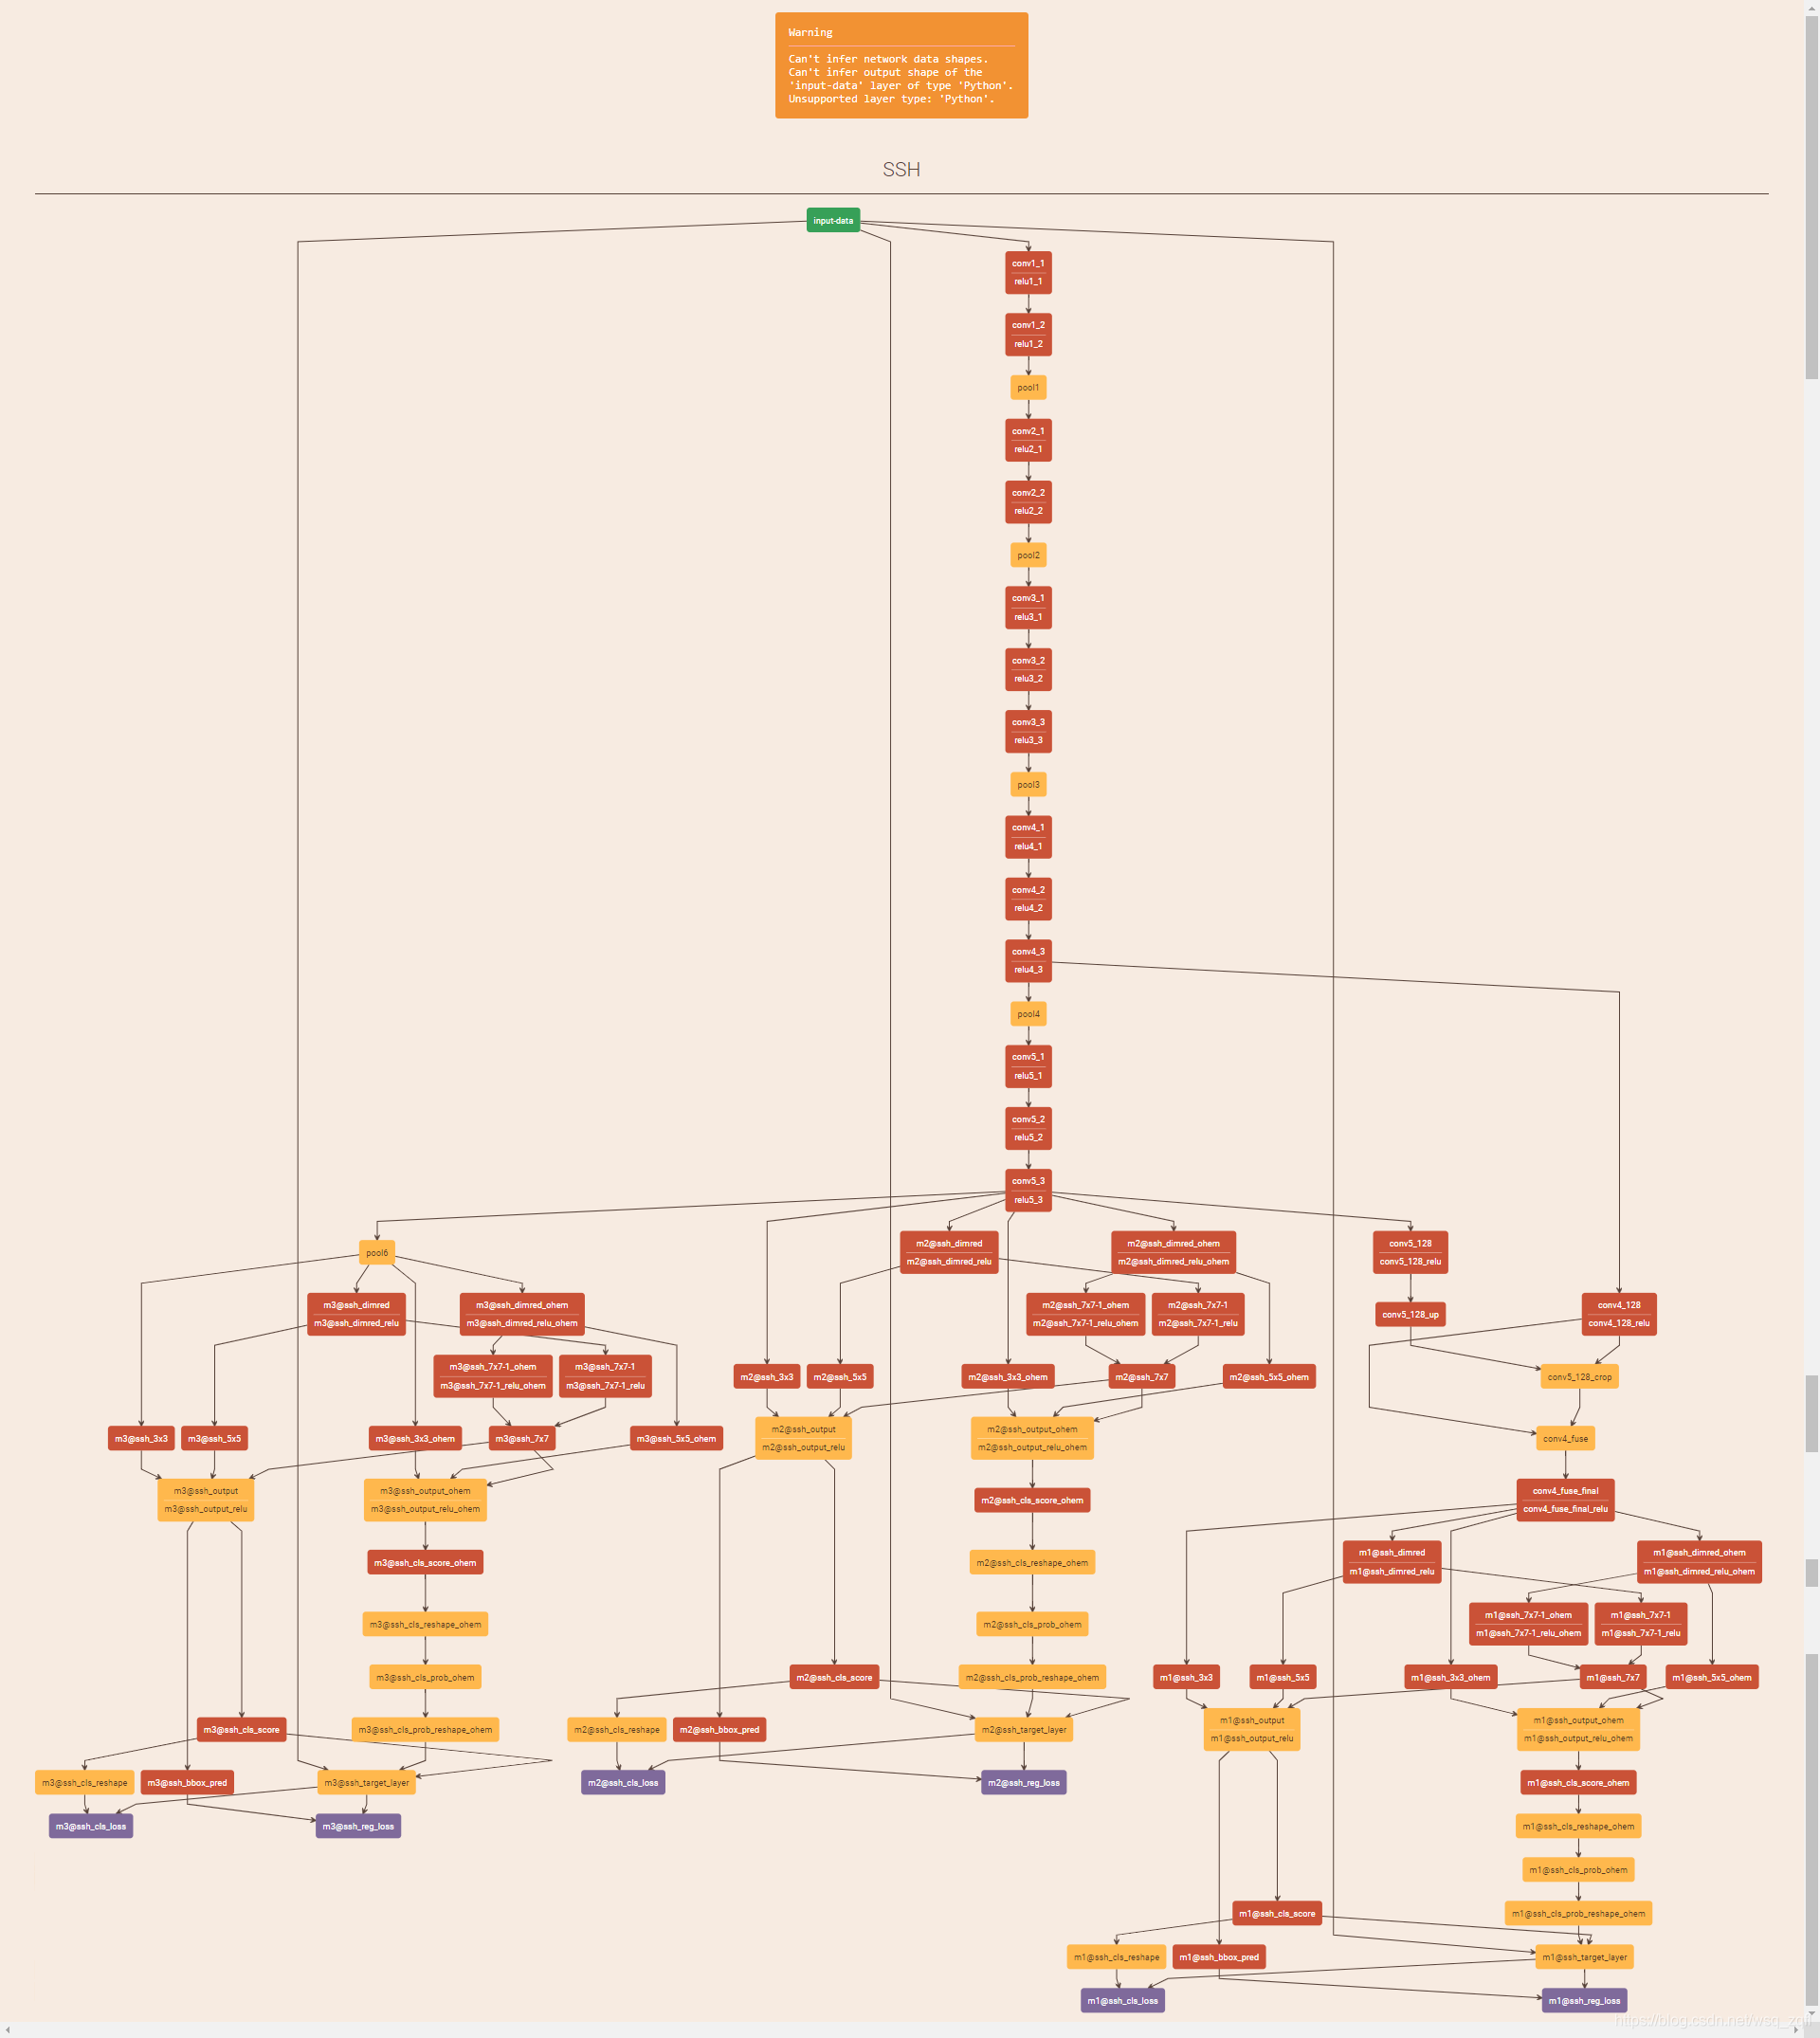 Warning
Can't infer network data shapes.
Can't infer output shape of the
'input-data' layer of type 'Python'.
Unsupported layer type: 'Python'.
SSH
input-data
conv1_1
relu1_1
conv1_2
relu1_2
pool1
conv2_1
relu2_1
conv2_2
relu2_2
pool2
conv3_1
relu3_1
conv3_2
relu3_2
conv3_3
relu3_3
pool3
conv4_1
relu4_1
conv4_2
relu4_2
conv4_3
relu4_3
pool4
conv5_1
relu5_1
conv5_2
relu5_2
conv5_3
relu5_3
pool6
m3@ssh_dimred
m3@ssh_dimred_relu
m3@ssh_dimred_ohem
m3@ssh_dimred_relu_ohem
m3@ssh_7x7-1_ohem
m3@ssh_7x7-1_relu_ohem
m3@ssh_7x7-1
m3@ssh_7x7-1_relu
m3@ssh_3x3
m3@ssh_5x5
m3@ssh_3x3_ohem
m3@ssh_7x7
m3@ssh_5x5_ohem
m3@ssh_output
m3@ssh_output_relu
m3@ssh_output_ohem
m3@ssh_output_relu_ohem
m3@ssh_cls_score_ohem
m3@ssh_cls_reshape_ohem
m3@ssh_cls_prob_ohem
m3@ssh_cls_score
m3@ssh_cls_prob_reshape_ohem
m3@ssh_cls_reshape
m3@ssh_bbox_pred
m3@ssh_target_layer
m3@ssh_cls_loss
m3@ssh_reg_loss
m2@ssh_dimred
m2@ssh_dimred_relu
m2@ssh_dimred_ohem
m2@ssh_dimred_relu_ohem
m2@ssh_7x7-1_ohem
m2@ssh_7x7-1_relu_ohem
m2@ssh_7x7-1
m2@ssh_7x7-1_relu
m2@ssh_3x3
m2@ssh_5x5
m2@ssh_3x3_ohem
m2@ssh_7x7
m2@ssh_5x5_ohem
m2@ssh_output
m2@ssh_output_relu
m2@ssh_output_ohem
m2@ssh_output_relu_ohem
m2@ssh_cls_score_ohem
m2@ssh_cls_reshape_ohem
m2@ssh_cls_prob_ohem
m2@ssh_cls_score
m2@ssh_cls_prob_reshape_ohem
m2@ssh_cls_reshape
m2@ssh_bbox_pred
m2@ssh_target_layer
m2@ssh_cls_loss
m2@ssh_reg_loss
conv5_128
conv5_128_relu
conv5_128_up
conv4_128
conv4_128_relu
conv5_128_crop
conv4_fuse
conv4_fuse_final
conv4_fuse_final_relu
m1@ssh_dimred
m1@ssh_dimred_relu
m1@ssh_dimred_ohem
m1@ssh_dimred_relu_ohem
m1@ssh_7x7-1_ohem
m1@ssh_7x7-1_relu_ohem
m1@ssh_7x7-1
m1@ssh_7x7-1_relu
m1@ssh_3x3
m1@ssh_5x5
m1@ssh_3x3_ohem
m1@ssh_7x7
m1@ssh_5x5_ohem
m1@ssh_output
m1@ssh_output_relu
m1@ssh_output_ohem
m1@ssh_output_relu_ohem
m1@ssh_cls_score_ohem
m1@ssh_cls_reshape_ohem
m1@ssh_cls_prob_ohem
m1@ssh_cls_score
m1@ssh_cls_prob_reshape_ohem
m1@ssh_cls_reshape
m1@ssh_bbox_pred
m1@ssh_target_layer
m1@ssh_cls_loss
m1@ssh_reg_loss